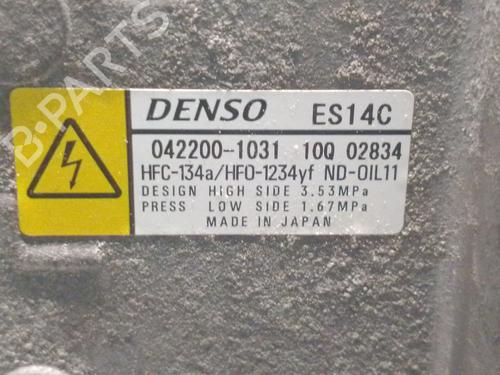 DENSO ES14C
042200-1031 10Q 02834
HFC-134a/HFO-1234yf ND-OIL11
DESIGN HIGH SIDE 3.53MPa
PRESS LOW SIDE 1.67MPa
MADE IN JAPAN
B-PARTS